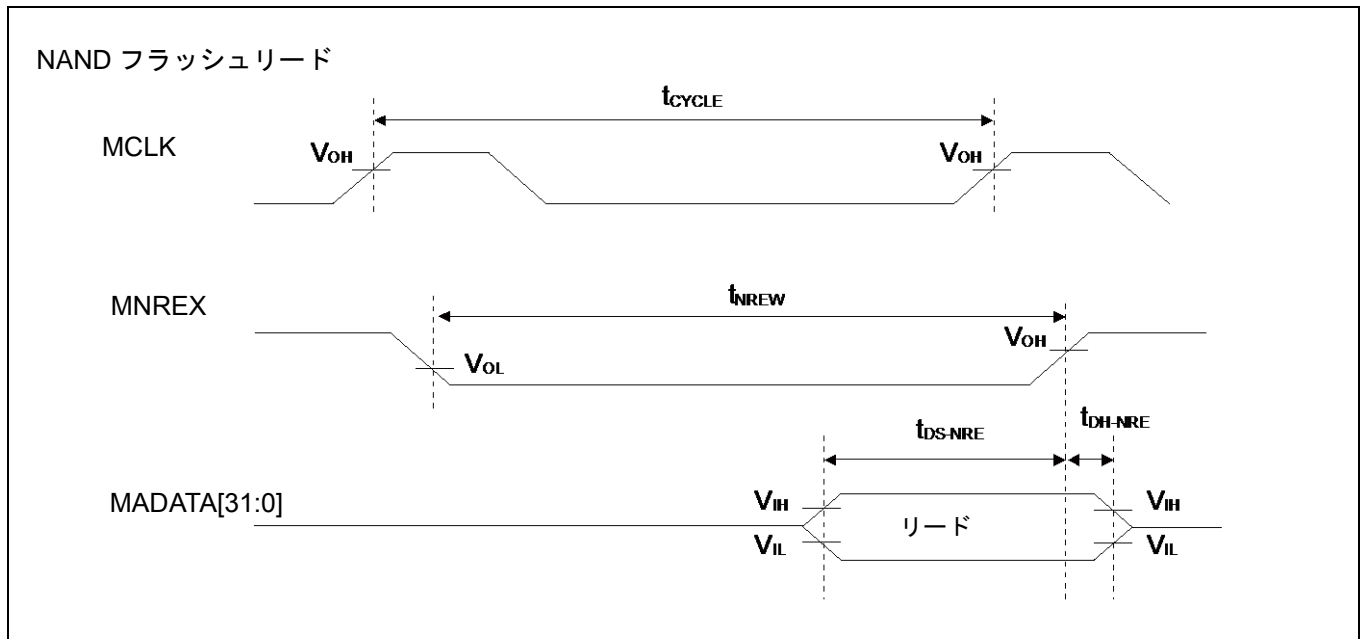 NAND フラッシュリード
tCYCLE
MCLK
VOH
VOH
tNREW
MNREX
VOH
VOL
tDS-NRE
tDH-NRE
MADATA[31:0]
VIH
リード
VIH
VIL
VIL